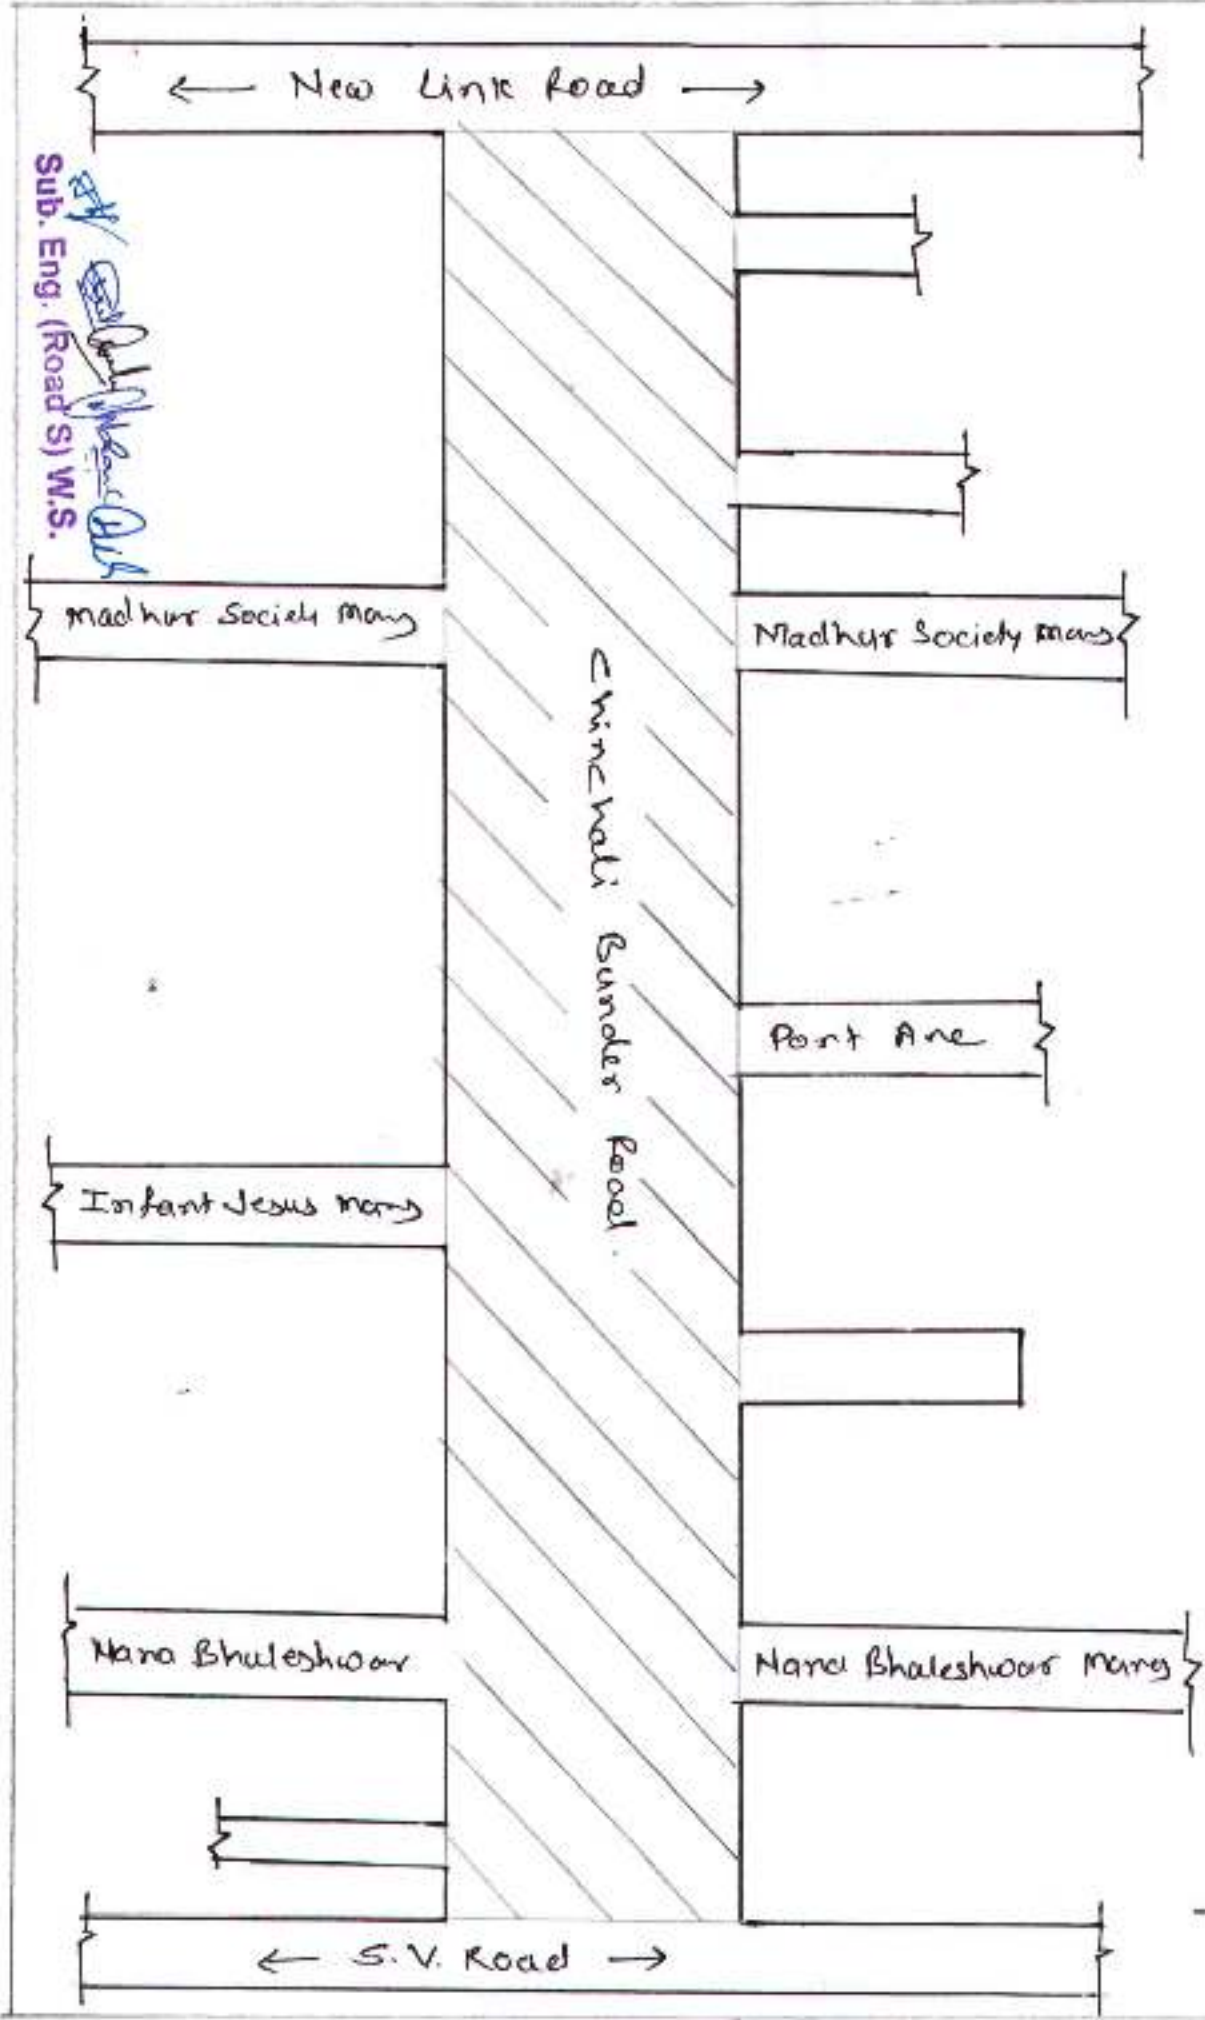 ← New Link Road →
Sub. Eng. (Road S) W.S.
Madhur Society Marg
Madhur Society Marg
Chinchali Bunder Road.
Port Ave
Infant Jesus Marg
Nana Bhuleshwar
Nana Bhaleshwar Marg
← S.V. Road →